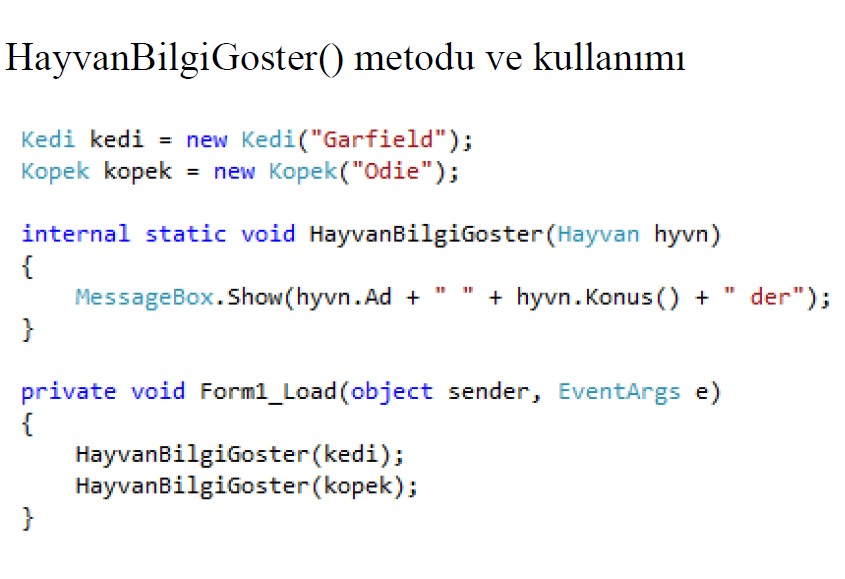 HayvanBilgiGoster() metodu ve kullanımı
Kedi kedi = new Kedi("Garfield");
Kopek kopek = new Kopek("Odie");
internal static void HayvanBilgiGoster(Hayvan hyvn)
{
MessageBox.Show(hyvn.Ad + " " + hyvn.Konus() + " der");
}
private void Form1_Load(object sender, EventArgs e)
{
HayvanBilgiGoster(kedi);
HayvanBilgiGoster(kopek);
}